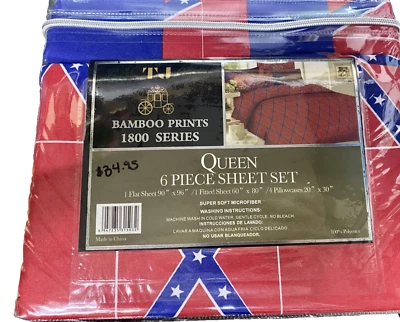 TJ
BAMBOO PRINTS
1800 SERIES
$34.95
QUEEN
6 PIECE SHEET SET
1 Flat Sheet 90" x 96" / 1 Fitted Sheet 60" x 80" / 4 Pillowcases 20" x 30"
SUPER SOFT MICROFIBER
WASHING INSTRUCTIONS:
MACHINE WASH IN COLD WATER, GENTLE CYCLE. NO BLEACH.
INSTRUCCIONES DE LAVADO:
LAVAR A MAQUINA CON AGUA FRIA, CICLO DELICADO
NO USAR BLANQUEADOR.
Made in China
100% Polyester